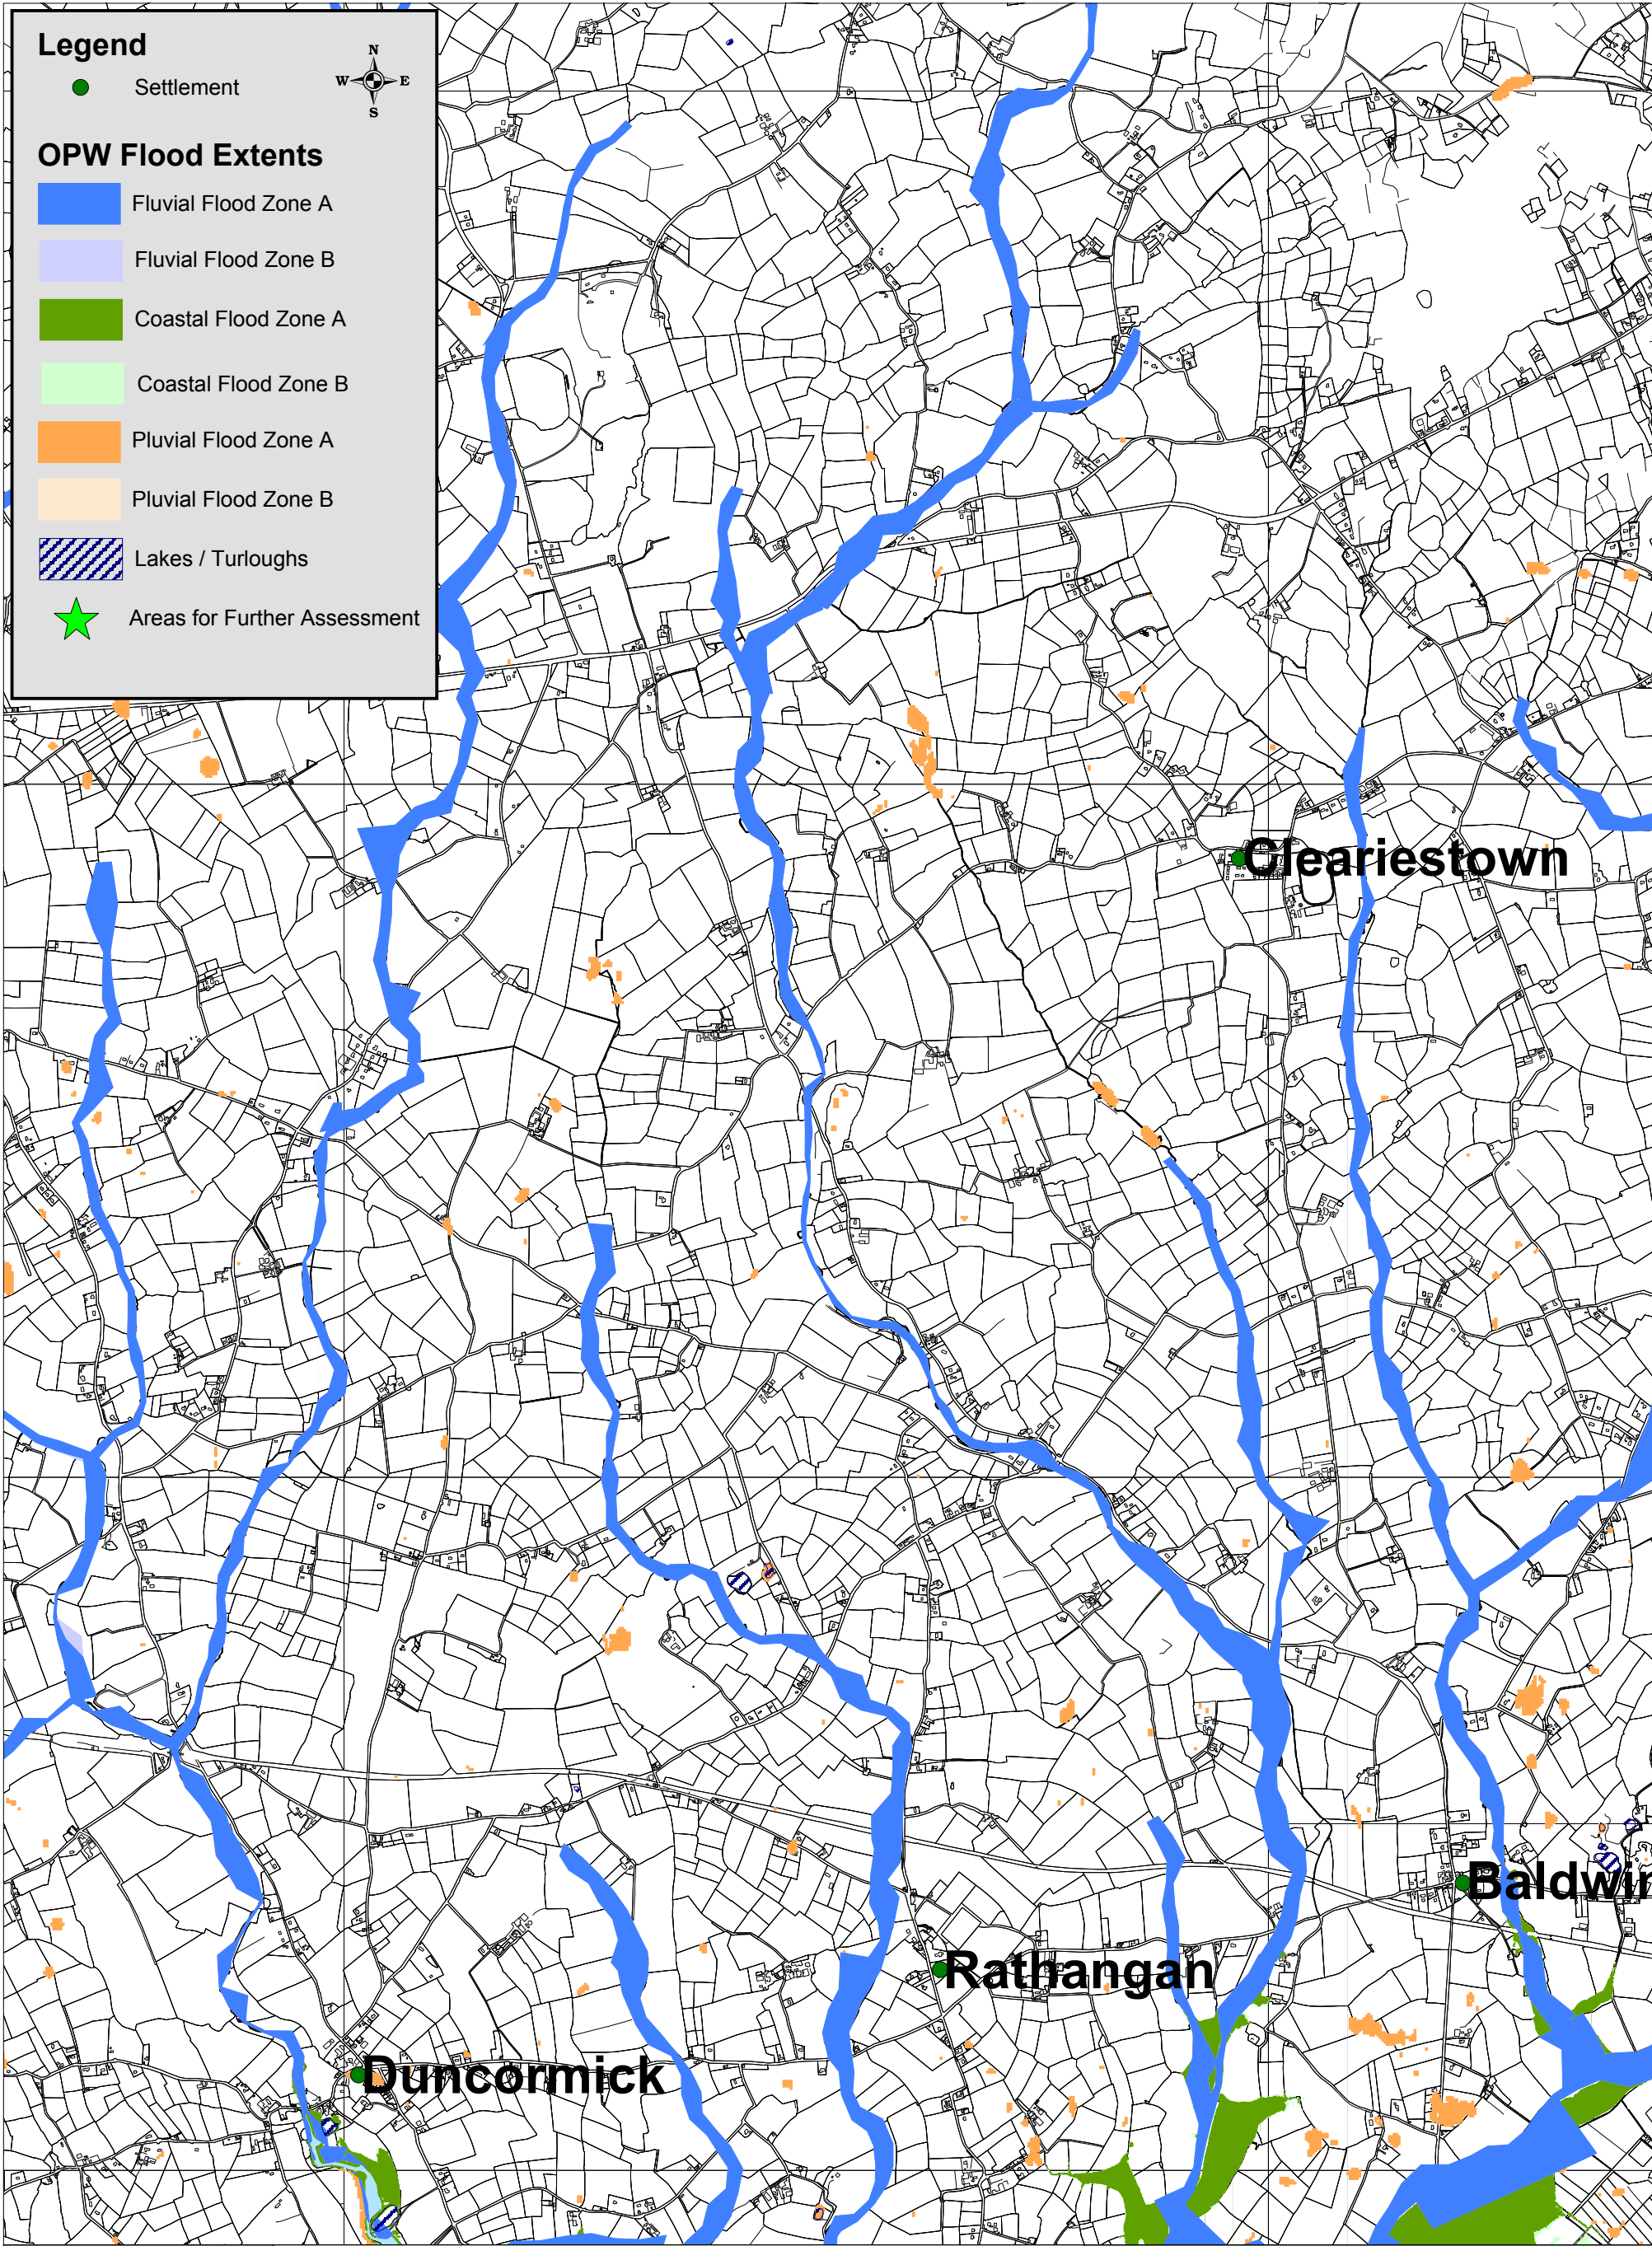 Legend
N
W E
S
Settlement
OPW Flood Extents
Fluvial Flood Zone A
Fluvial Flood Zone B
Coastal Flood Zone A
Coastal Flood Zone B
Pluvial Flood Zone A
Pluvial Flood Zone B
Lakes / Turloughs
Areas for Further Assessment
Cleariestown
Baldwin
Rathangan
Duncormick